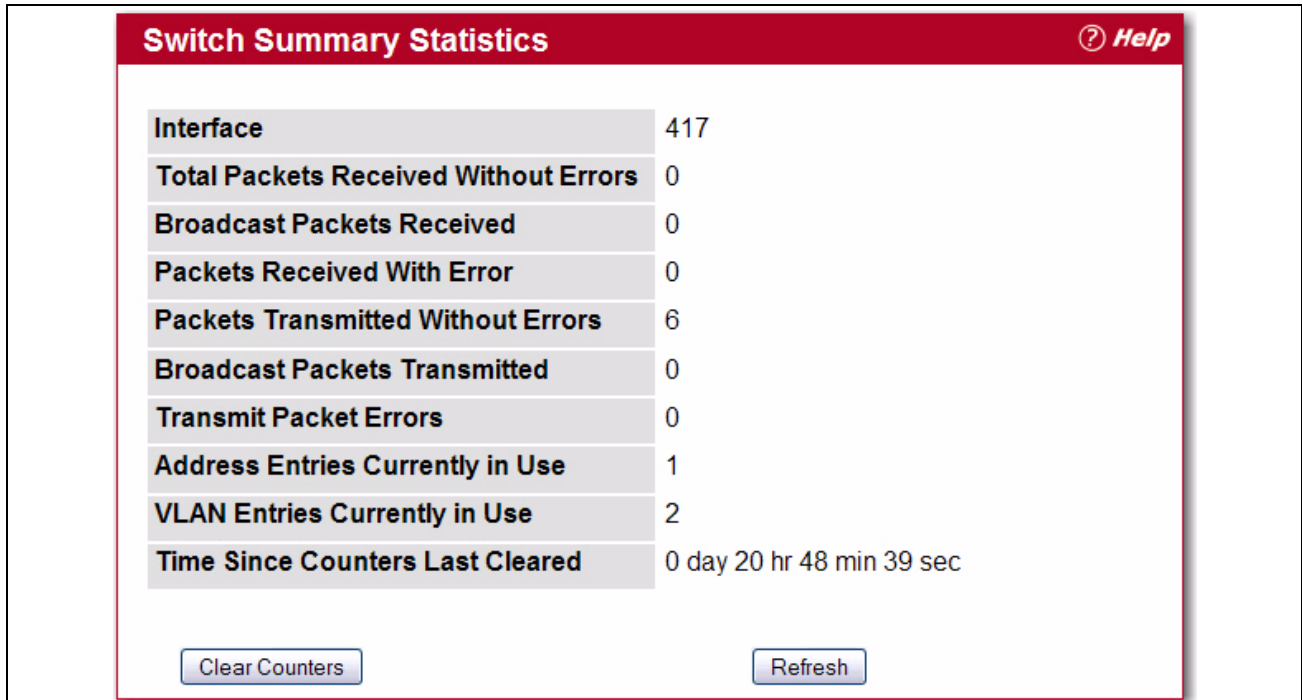 Switch Summary Statistics ? Help
Interface 417
Total Packets Received Without Errors 0
Broadcast Packets Received 0
Packets Received With Error 0
Packets Transmitted Without Errors 6
Broadcast Packets Transmitted 0
Transmit Packet Errors 0
Address Entries Currently in Use 1
VLAN Entries Currently in Use 2
Time Since Counters Last Cleared 0 day 20 hr 48 min 39 sec
Clear Counters Refresh